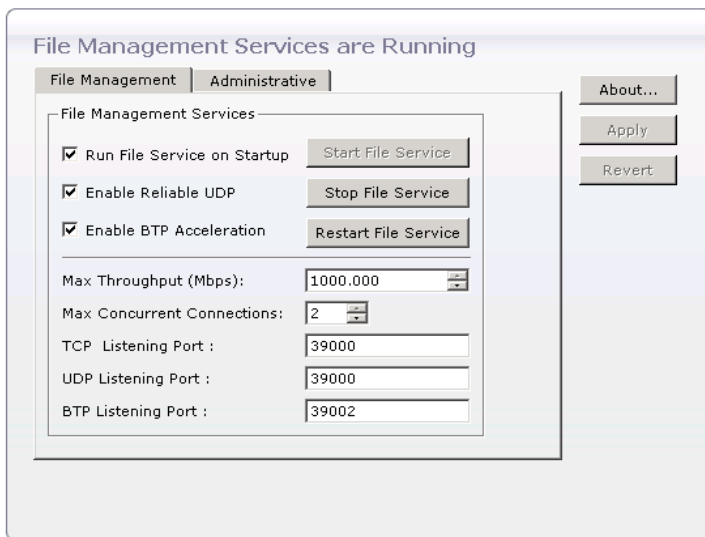 File Management Services are Running
File Management Administrative
About...
File Management Services
Apply
Run File Service on Startup Start File Service
Revert
Enable Reliable UDP Stop File Service
Enable BTP Acceleration Restart File Service
Max Throughput (Mbps): 1000.000
Max Concurrent Connections: 2
TCP Listening Port : 39000
UDP Listening Port : 39000
BTP Listening Port : 39002